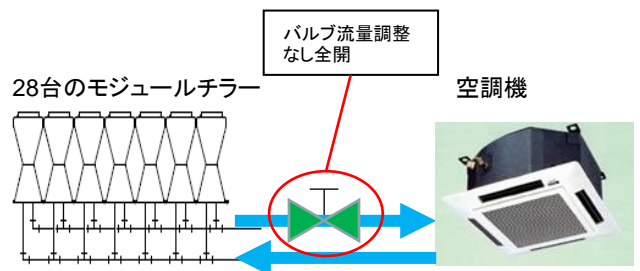 バルブ流量調整
なし全開
28台のモジュールチラー
空調機